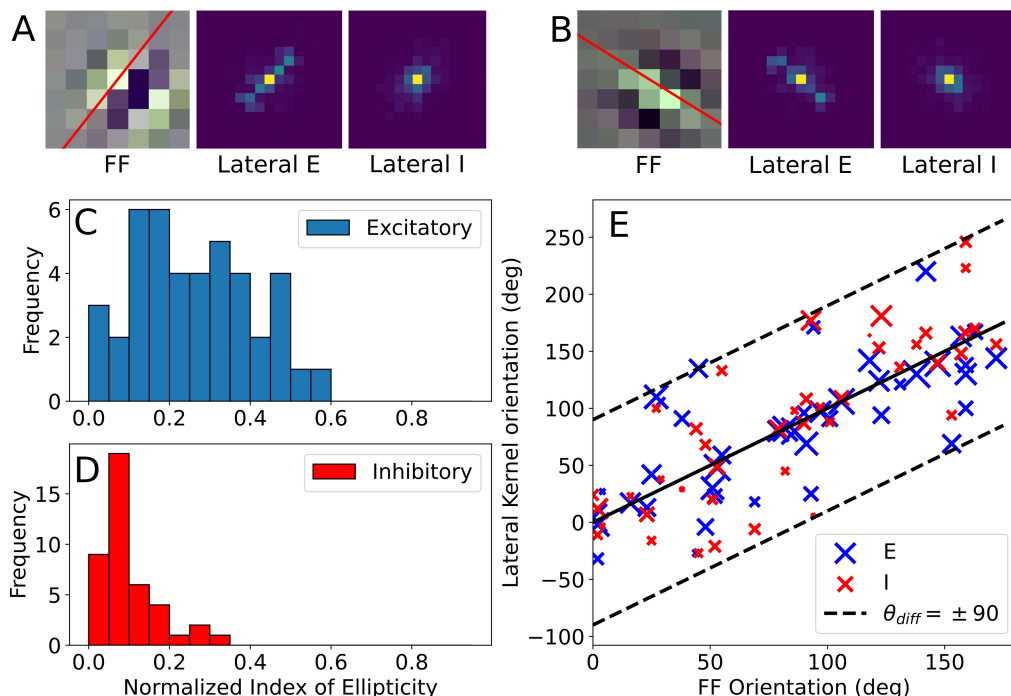 A
FF
Lateral E
Lateral I
B
FF
Lateral E
Lateral I
C
Excitatory
Frequency
6
4
2
0
0.0 0.2 0.4 0.6 0.8
D
Inhibitory
Frequency
15
10
5
0
0.0 0.2 0.4 0.6 0.8
Normalized Index of Ellipticity
E
Lateral Kernel orientation (deg)
250
200
150
100
50
0
−50
−100
E
I
θdiff = ± 90
0 50 100 150
FF Orientation (deg)